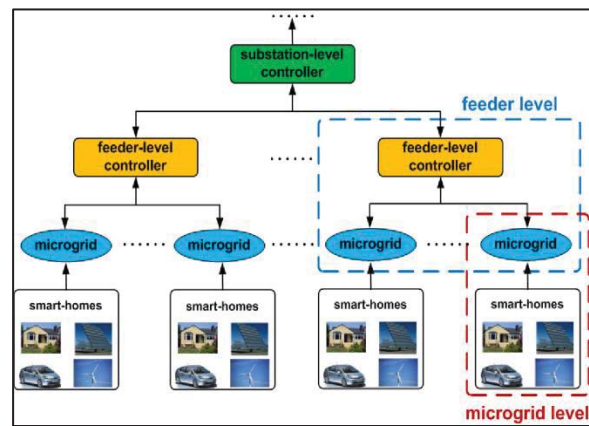 substation-level
controller
feeder level
feeder-level
controller
feeder-level
controller
microgrid
microgrid
microgrid
microgrid
smart-homes
smart-homes
smart-homes
smart-homes
microgrid level